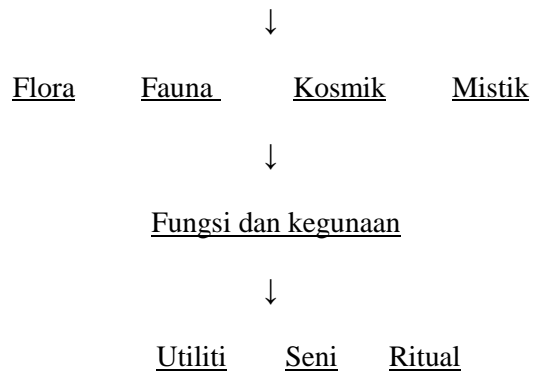 ↓
Flora Fauna Kosmik Mistik
↓
Fungsi dan kegunaan
↓
Utiliti Seni Ritual